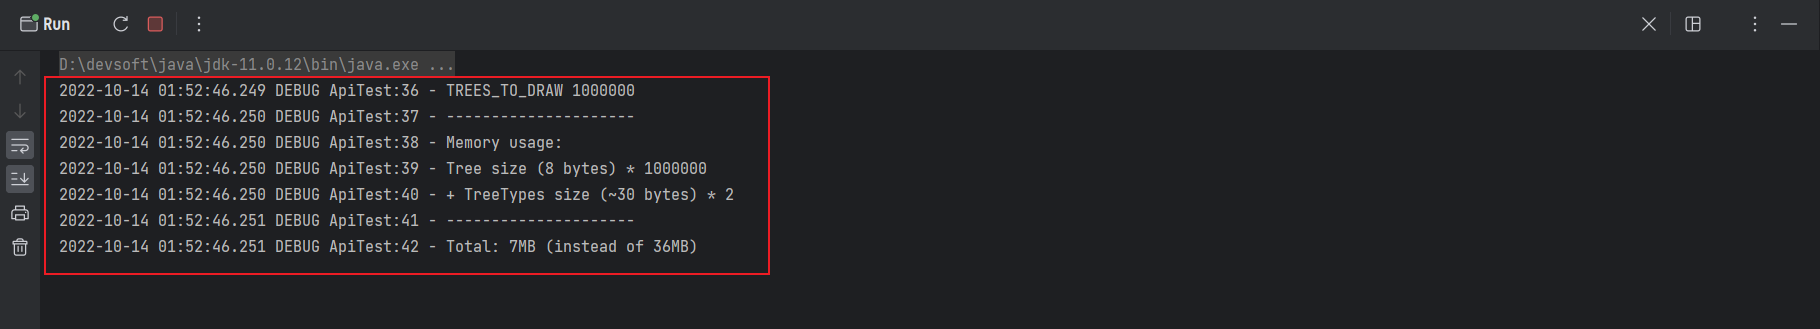 Run
D:\devsoft\java\jdk-11.0.12\bin\java.exe ...
2022-10-14 01:52:46.249 DEBUG ApiTest:36 - TREES_TO_DRAW 1000000
2022-10-14 01:52:46.250 DEBUG ApiTest:37 - ---------------------
2022-10-14 01:52:46.250 DEBUG ApiTest:38 - Memory usage:
2022-10-14 01:52:46.250 DEBUG ApiTest:39 - Tree size (8 bytes) * 1000000
2022-10-14 01:52:46.250 DEBUG ApiTest:40 - + TreeTypes size (~30 bytes) * 2
2022-10-14 01:52:46.251 DEBUG ApiTest:41 - ---------------------
2022-10-14 01:52:46.251 DEBUG ApiTest:42 - Total: 7MB (instead of 36MB)